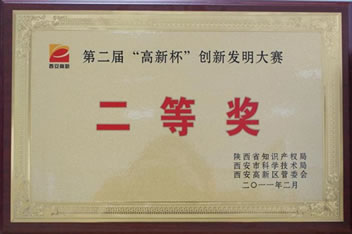 第二届“高新杯”创新发明大赛
西安高新
二等奖
陕西省知识产权局
西安市科学技术局
西安高新区管委会
二○一一年二月